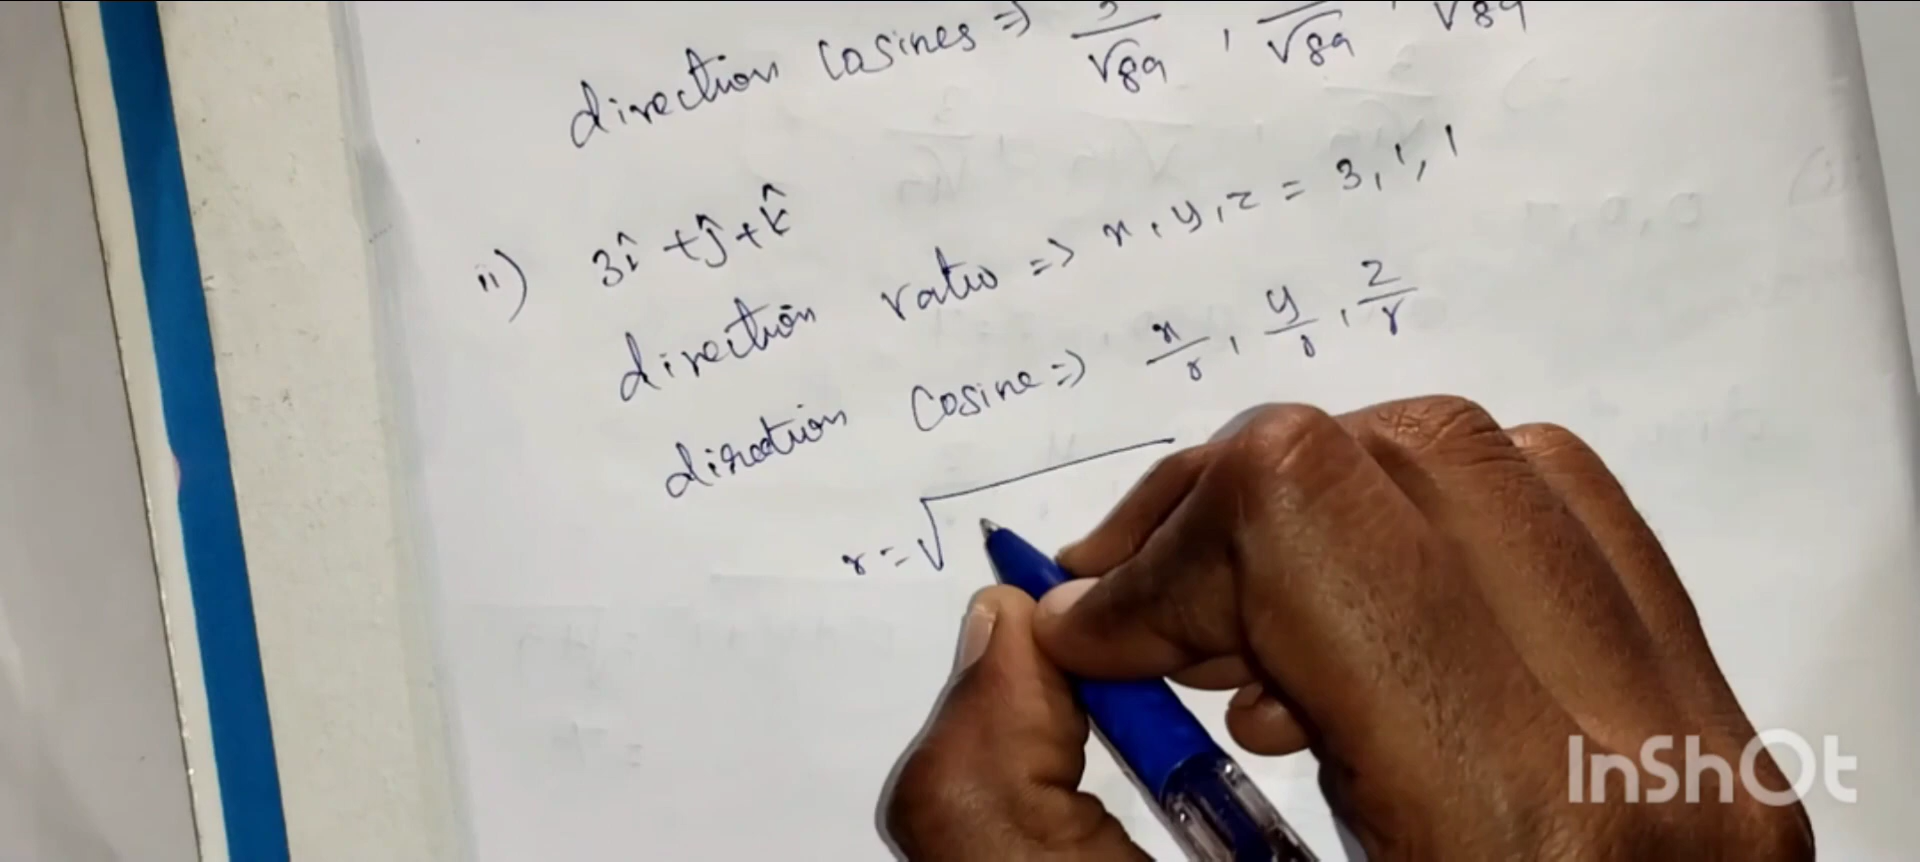 direction Cosines ⇒ 3/√89 , /√89 , √89
ii) 3î + ĵ + k̂
direction ratio ⇒ x, y, z = 3, 1, 1
direction Cosine ⇒ x/r, y/r, z/r
r = √
InShOt